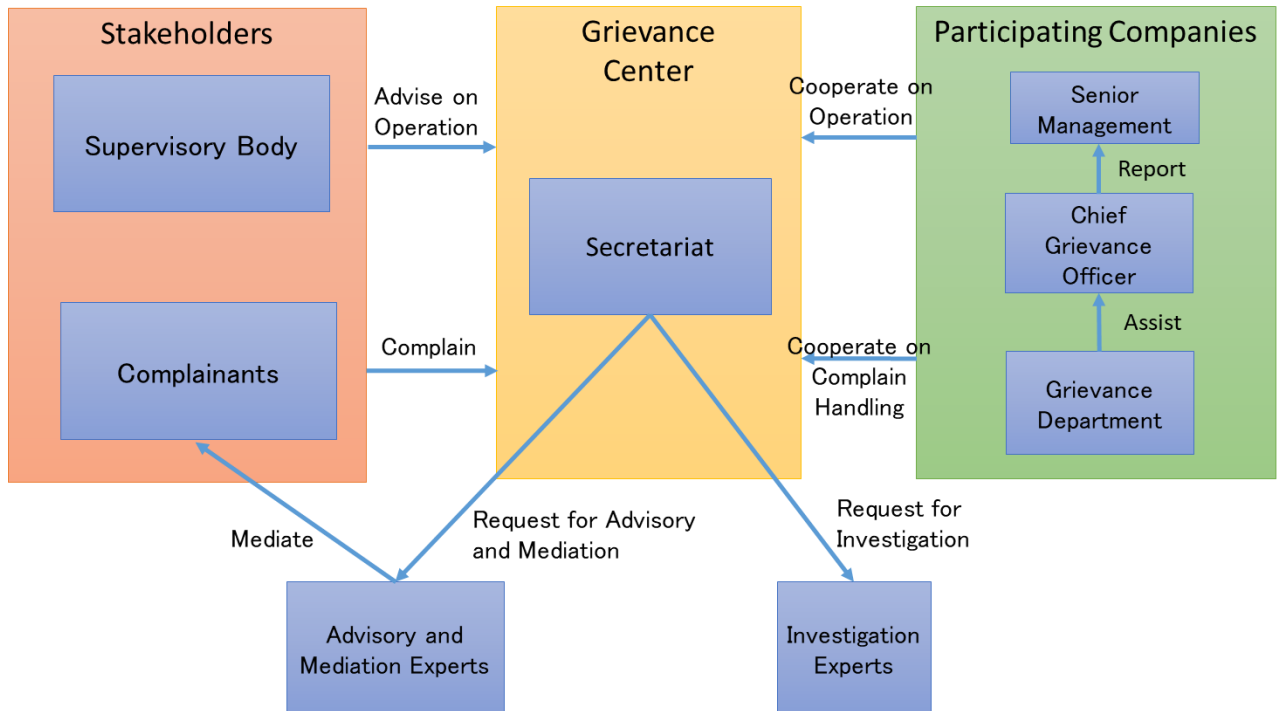 Stakeholders
Supervisory Body
Complainants
Advise on
Operation
Complain
Grievance
Center
Secretariat
Cooperate on
Operation
Cooperate on
Complain
Handling
Participating Companies
Senior
Management
Report
Chief
Grievance
Officer
Assist
Grievance
Department
Mediate
Request for Advisory
and Mediation
Request for
Investigation
Advisory and
Mediation Experts
Investigation
Experts